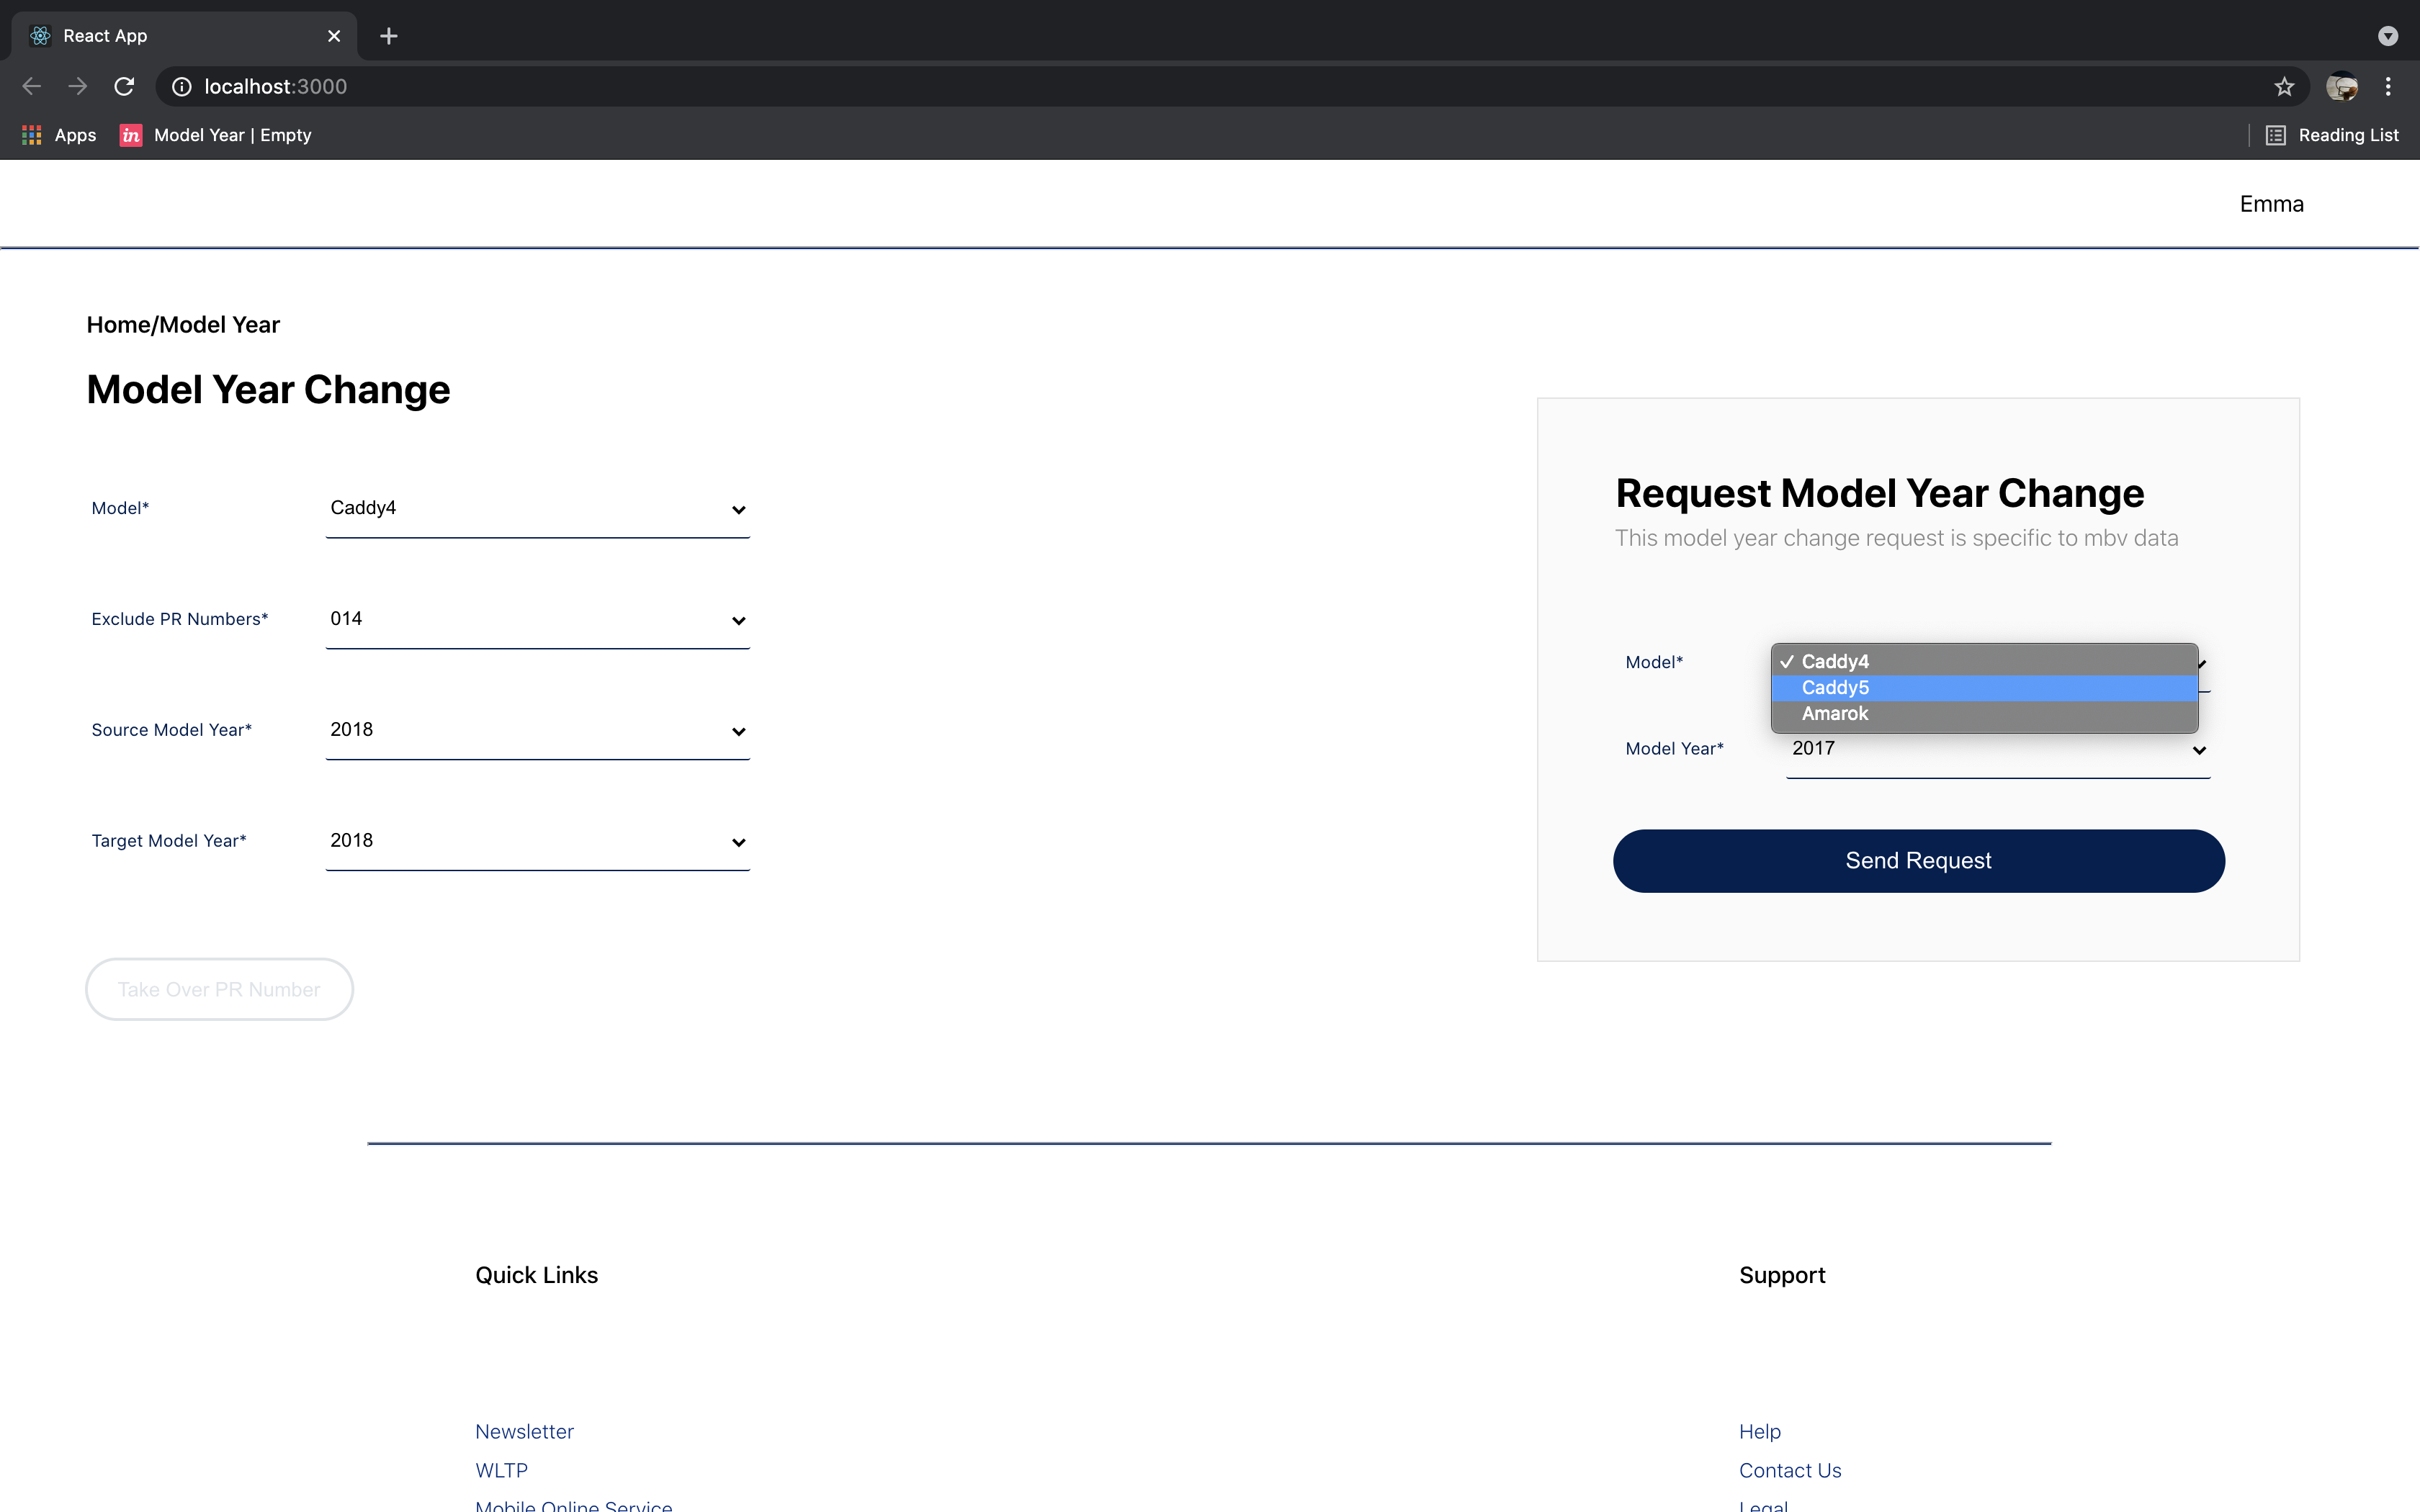 React App
localhost:3000
Apps
in Model Year | Empty
Reading List
Emma
Home/Model Year
Model Year Change
Model*
Caddy4
Exclude PR Numbers*
014
Source Model Year*
2018
Target Model Year*
2018
Take Over PR Number
Request Model Year Change
This model year change request is specific to mbv data
Model*
✓ Caddy4
Caddy5
Amarok
Model Year*
2017
Send Request
Quick Links
Newsletter
WLTP
Mobile Online Service
Support
Help
Contact Us
Legal